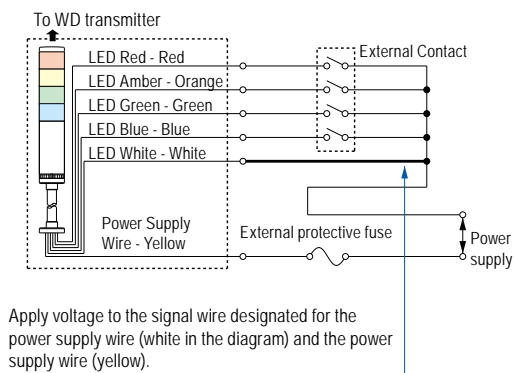 To WD transmitter
LED Red - Red
External Contact
LED Amber - Orange
LED Green - Green
LED Blue - Blue
LED White - White
Power Supply
Wire - Yellow
External protective fuse
Power
supply
Apply voltage to the signal wire designated for the
power supply wire (white in the diagram) and the power
supply wire (yellow).